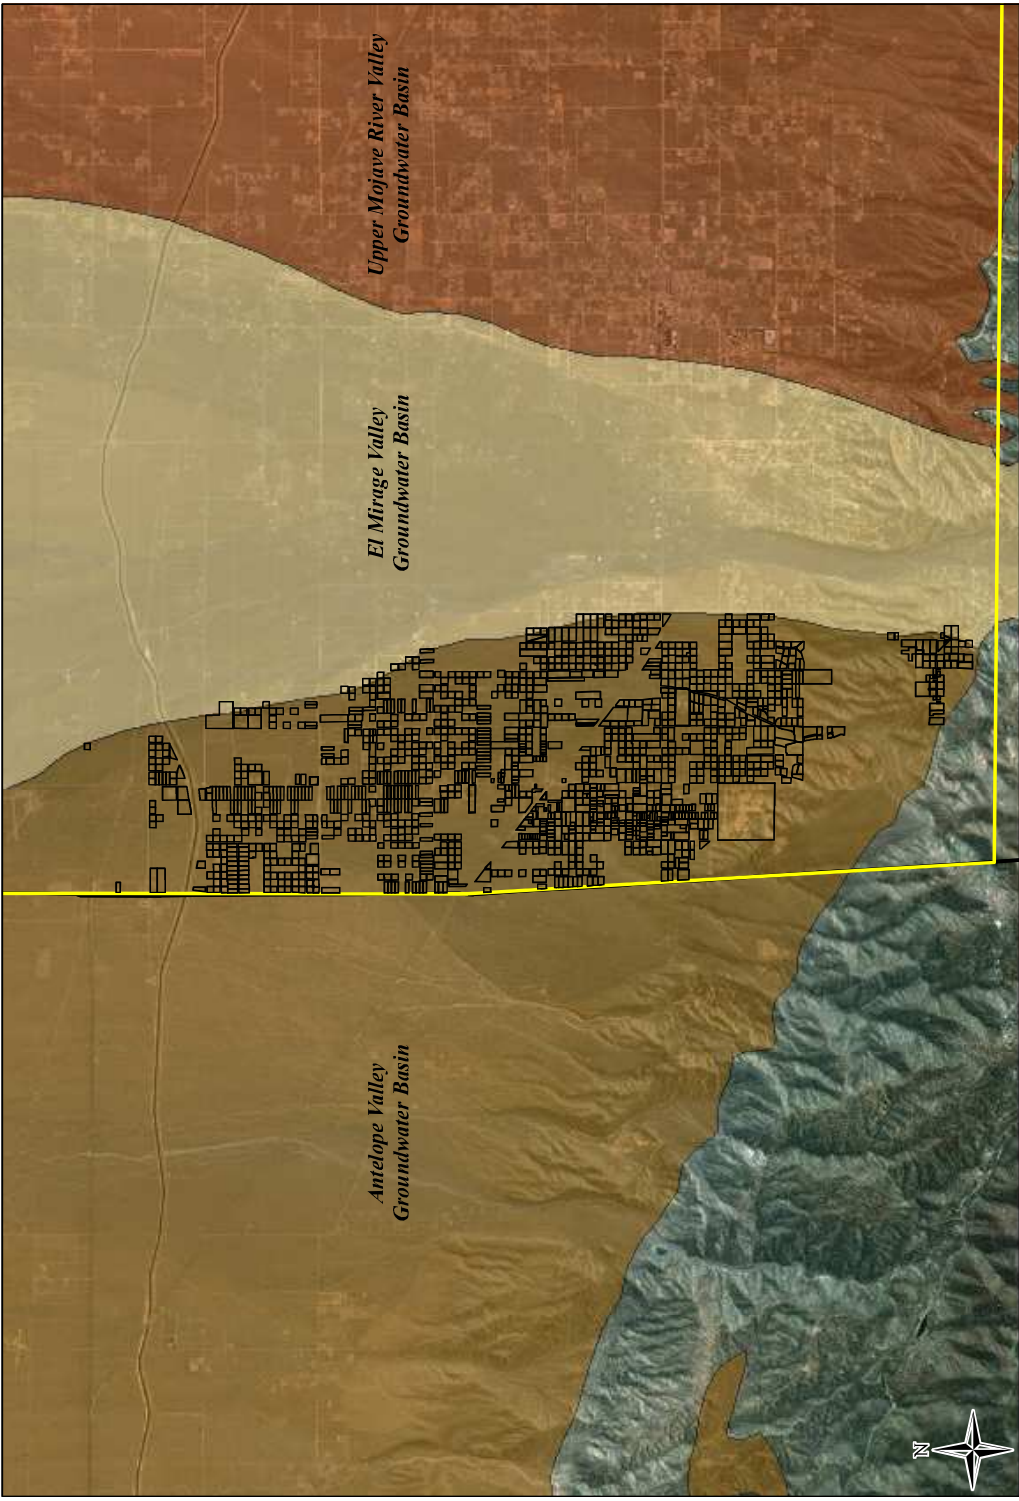 Upper Mojave River Valley
Groundwater Basin
El Mirage Valley
Groundwater Basin
Antelope Valley
Groundwater Basin
N